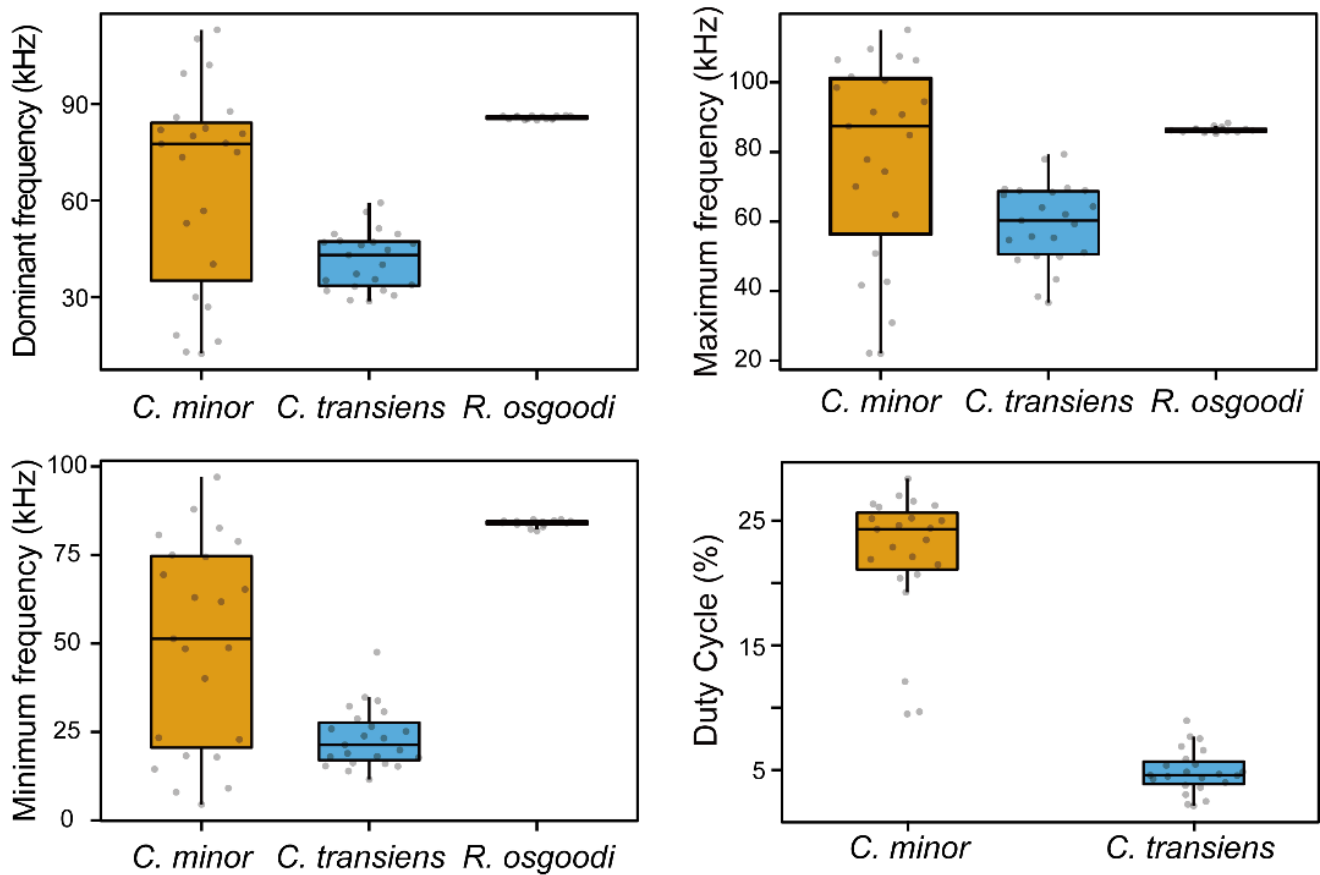 Dominant frequency (kHz)
90
60
30
C. minor C. transiens R. osgoodi
Maximum frequency (kHz)
100
80
60
40
20
C. minor C. transiens R. osgoodi
Minimum frequency (kHz)
100
75
50
25
0
C. minor C. transiens R. osgoodi
Duty Cycle (%)
25
15
5
C. minor C. transiens